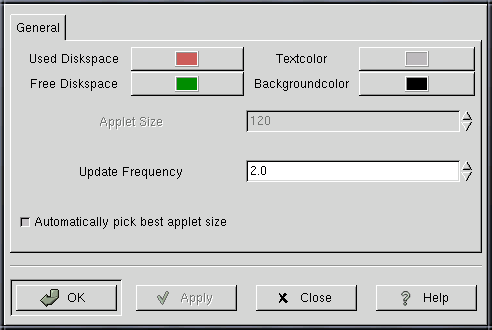 General
Used Diskspace Textcolor
Free Diskspace Backgroundcolor
Applet Size 120
Update Frequency 2.0
Automatically pick best applet size
OK Apply Close Help